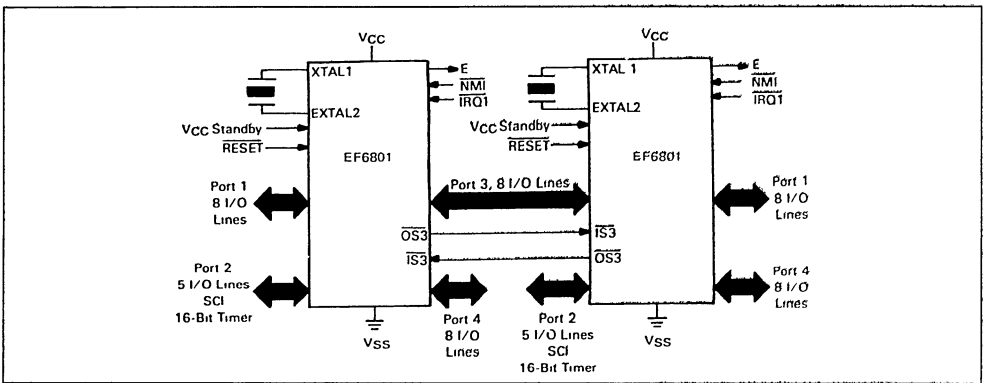 VCC
XTAL1
E
NMI
IRQ1
EXTAL2
VCC Standby
RESET
EF6801
Port 1
8 I/O
Lines
Port 2
5 I/O Lines
SCI
16-Bit Timer
Port 3, 8 I/O Lines
OS3
IS3
Port 4
8 I/O
Lines
VSS
VCC
XTAL 1
E
NMI
IRQ1
EXTAL2
VCC Standby
RESET
EF6801
Port 1
8 I/O
Lines
IS3
OS3
Port 4
8 I/O
Lines
Port 2
5 I/O Lines
SCI
16-Bit Timer
VSS